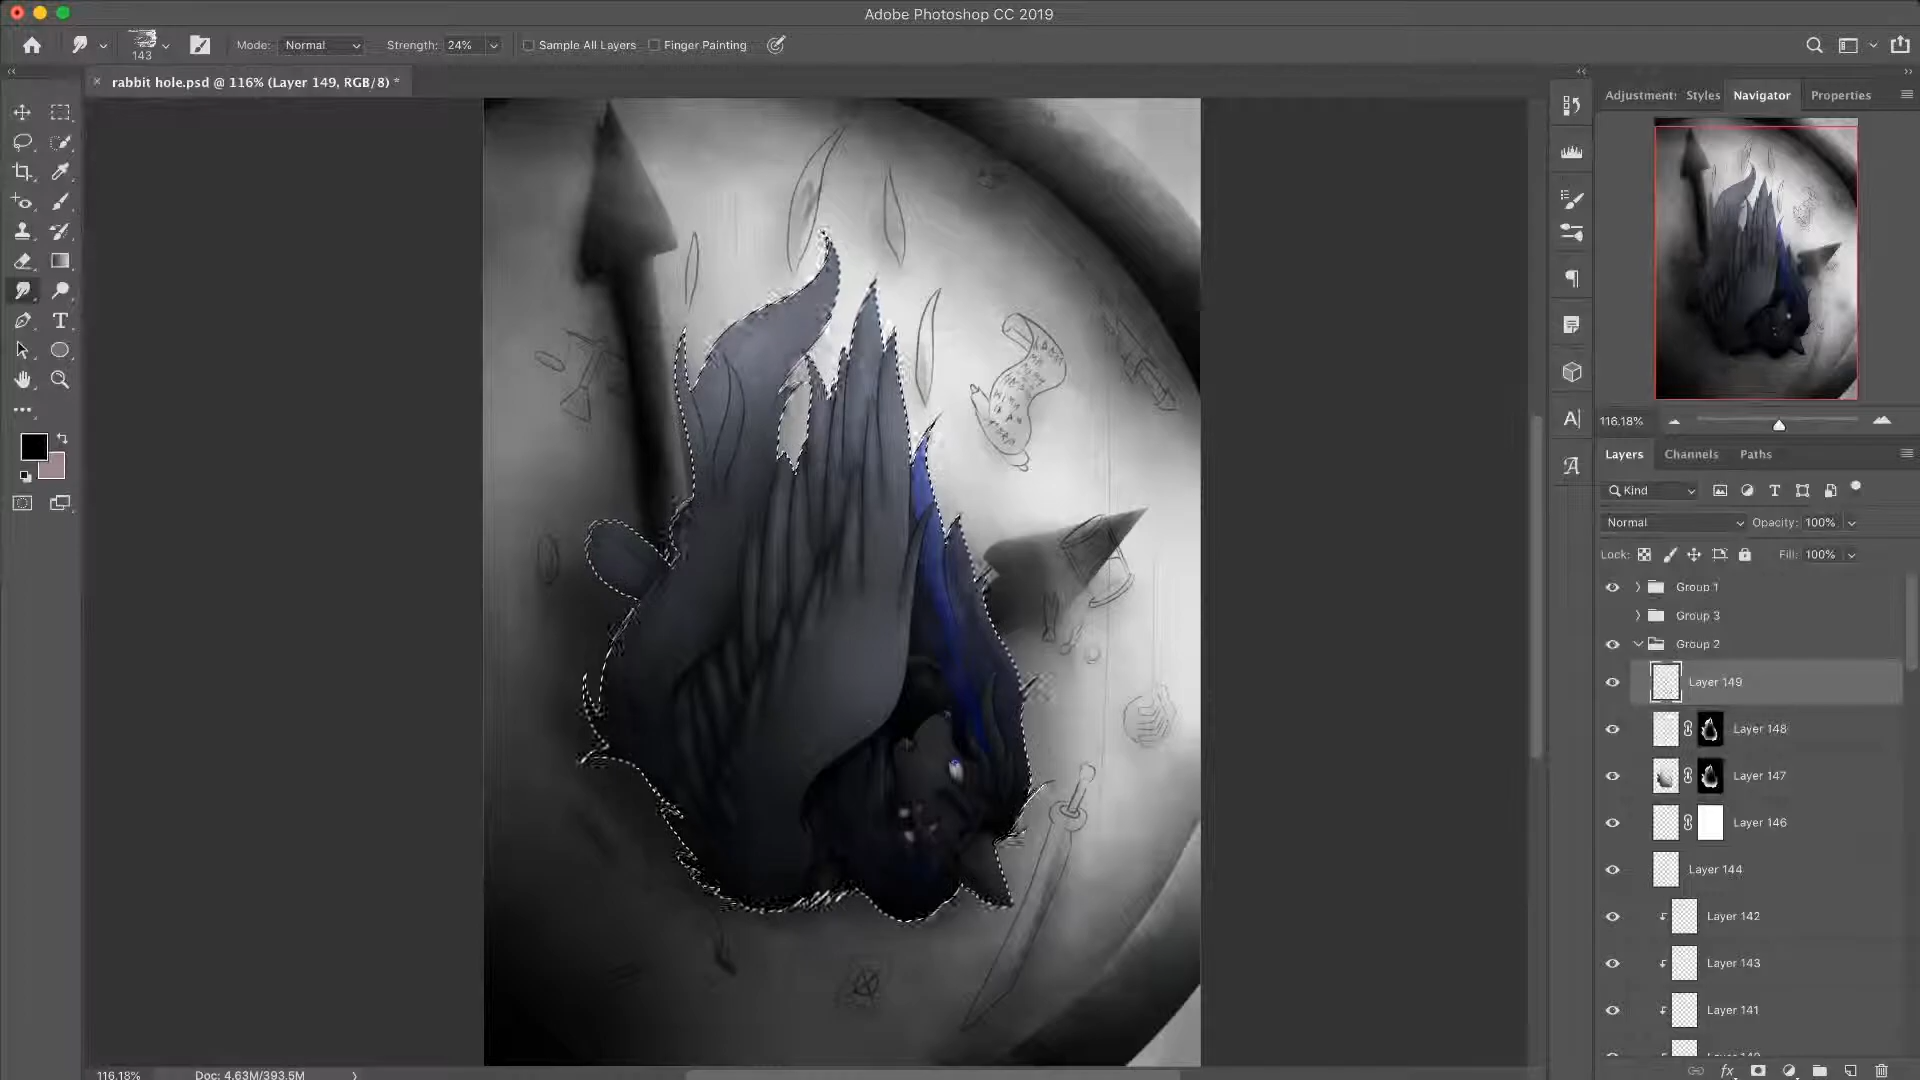 Adobe Photoshop CC 2019
143
Mode: Normal
Strength: 24%
Sample All Layers
Finger Painting
× rabbit hole.psd @ 116% (Layer 149, RGB/8) *
Adjustment: Styles Navigator Properties
116.18%
Layers Channels Paths
Kind
Normal Opacity: 100%
Lock: Fill: 100%
Group 1
Group 3
Group 2
Layer 149
Layer 148
Layer 147
Layer 146
Layer 144
Layer 142
Layer 143
Layer 141
116.18% Doc: 4.63M/393.5M